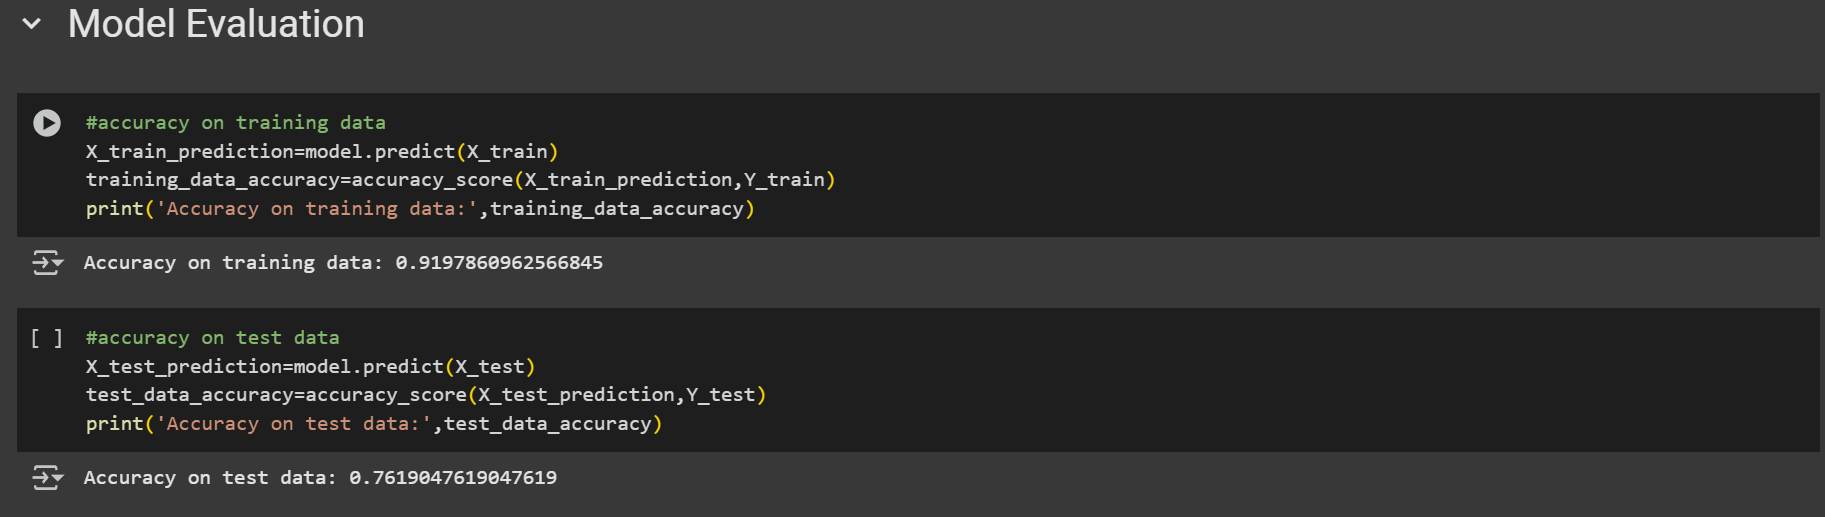 Model Evaluation
#accuracy on training data
X_train_prediction=model.predict(X_train)
training_data_accuracy=accuracy_score(X_train_prediction,Y_train)
print('Accuracy on training data:',training_data_accuracy)
Accuracy on training data: 0.9197860962566845
[ ] #accuracy on test data
X_test_prediction=model.predict(X_test)
test_data_accuracy=accuracy_score(X_test_prediction,Y_test)
print('Accuracy on test data:',test_data_accuracy)
Accuracy on test data: 0.7619047619047619